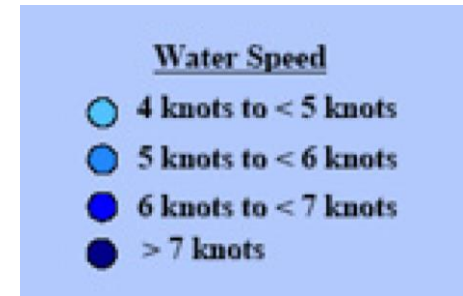 Water Speed
4 knots to < 5 knots
5 knots to < 6 knots
6 knots to < 7 knots
> 7 knots